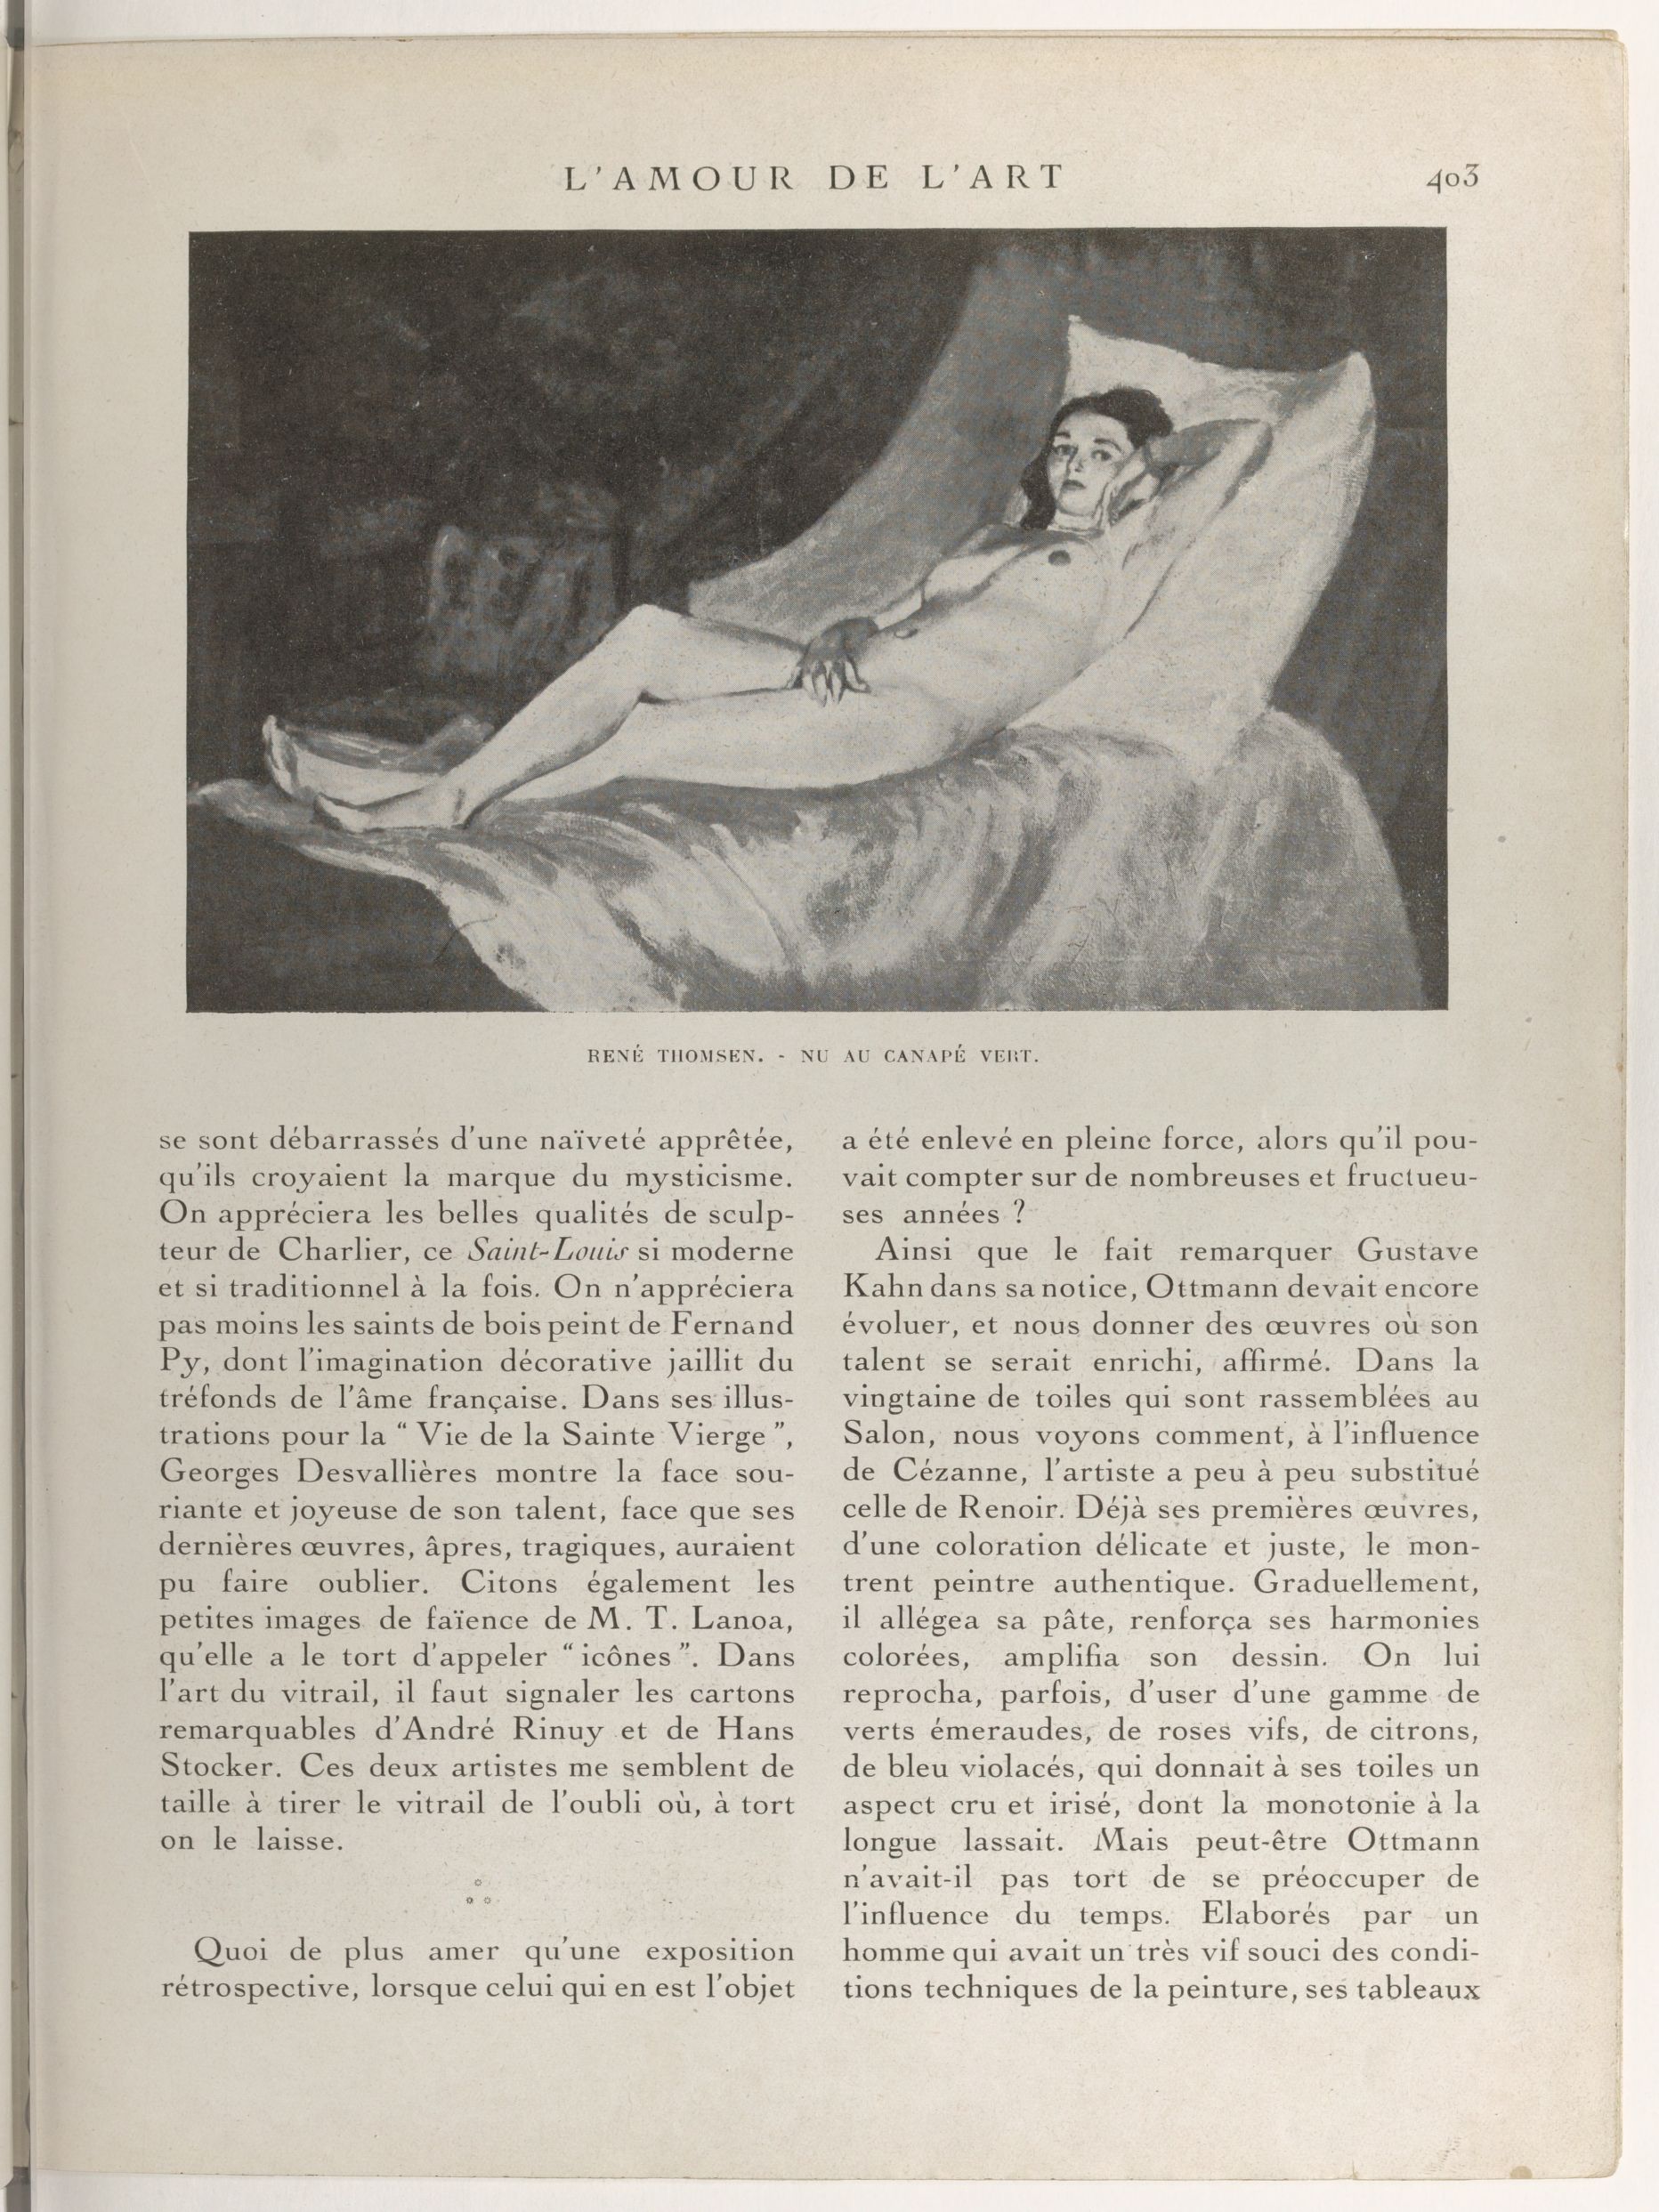 L'AMOUR DE L'ART
403
RENÉ THOMSEN. - NU AU CANAPÉ VERT.
se sont débarrassés d'une naïveté apprêtée,
qu'ils croyaient la marque du mysticisme.
On appréciera les belles qualités de sculp-
teur de Charlier, ce Saint-Louis si moderne
et si traditionnel à la fois. On n'appréciera
pas moins les saints de bois peint de Fernand
Py, dont l'imagination décorative jaillit du
tréfonds de l'âme française. Dans ses illus-
trations pour la “ Vie de la Sainte Vierge ”,
Georges Desvallières montre la face sou-
riante et joyeuse de son talent, face que ses
dernières œuvres, âpres, tragiques, auraient
pu faire oublier. Citons également les
petites images de faïence de M. T. Lanoa,
qu'elle a le tort d'appeler “ icônes ”. Dans
l'art du vitrail, il faut signaler les cartons
remarquables d'André Rinuy et de Hans
Stocker. Ces deux artistes me semblent de
taille à tirer le vitrail de l'oubli où, à tort
on le laisse.
Quoi de plus amer qu'une exposition
rétrospective, lorsque celui qui en est l'objet
a été enlevé en pleine force, alors qu'il pou-
vait compter sur de nombreuses et fructueu-
ses années ?
Ainsi que le fait remarquer Gustave
Kahn dans sa notice, Ottmann devait encore
évoluer, et nous donner des œuvres où son
talent se serait enrichi, affirmé. Dans la
vingtaine de toiles qui sont rassemblées au
Salon, nous voyons comment, à l'influence
de Cézanne, l'artiste a peu à peu substitué
celle de Renoir. Déjà ses premières œuvres,
d'une coloration délicate et juste, le mon-
trent peintre authentique. Graduellement,
il allégea sa pâte, renforça ses harmonies
colorées, amplifia son dessin. On lui
reprocha, parfois, d'user d'une gamme de
verts émeraudes, de roses vifs, de citrons,
de bleu violacés, qui donnait à ses toiles un
aspect cru et irisé, dont la monotonie à la
longue lassait. Mais peut-être Ottmann
n'avait-il pas tort de se préoccuper de
l'influence du temps. Elaborés par un
homme qui avait un très vif souci des condi-
tions techniques de la peinture, ses tableaux